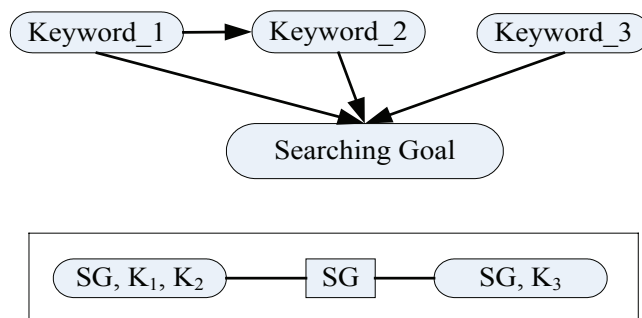 Keyword_1 Keyword_2 Keyword_3
Searching Goal
SG, K₁, K₂ SG SG, K₃